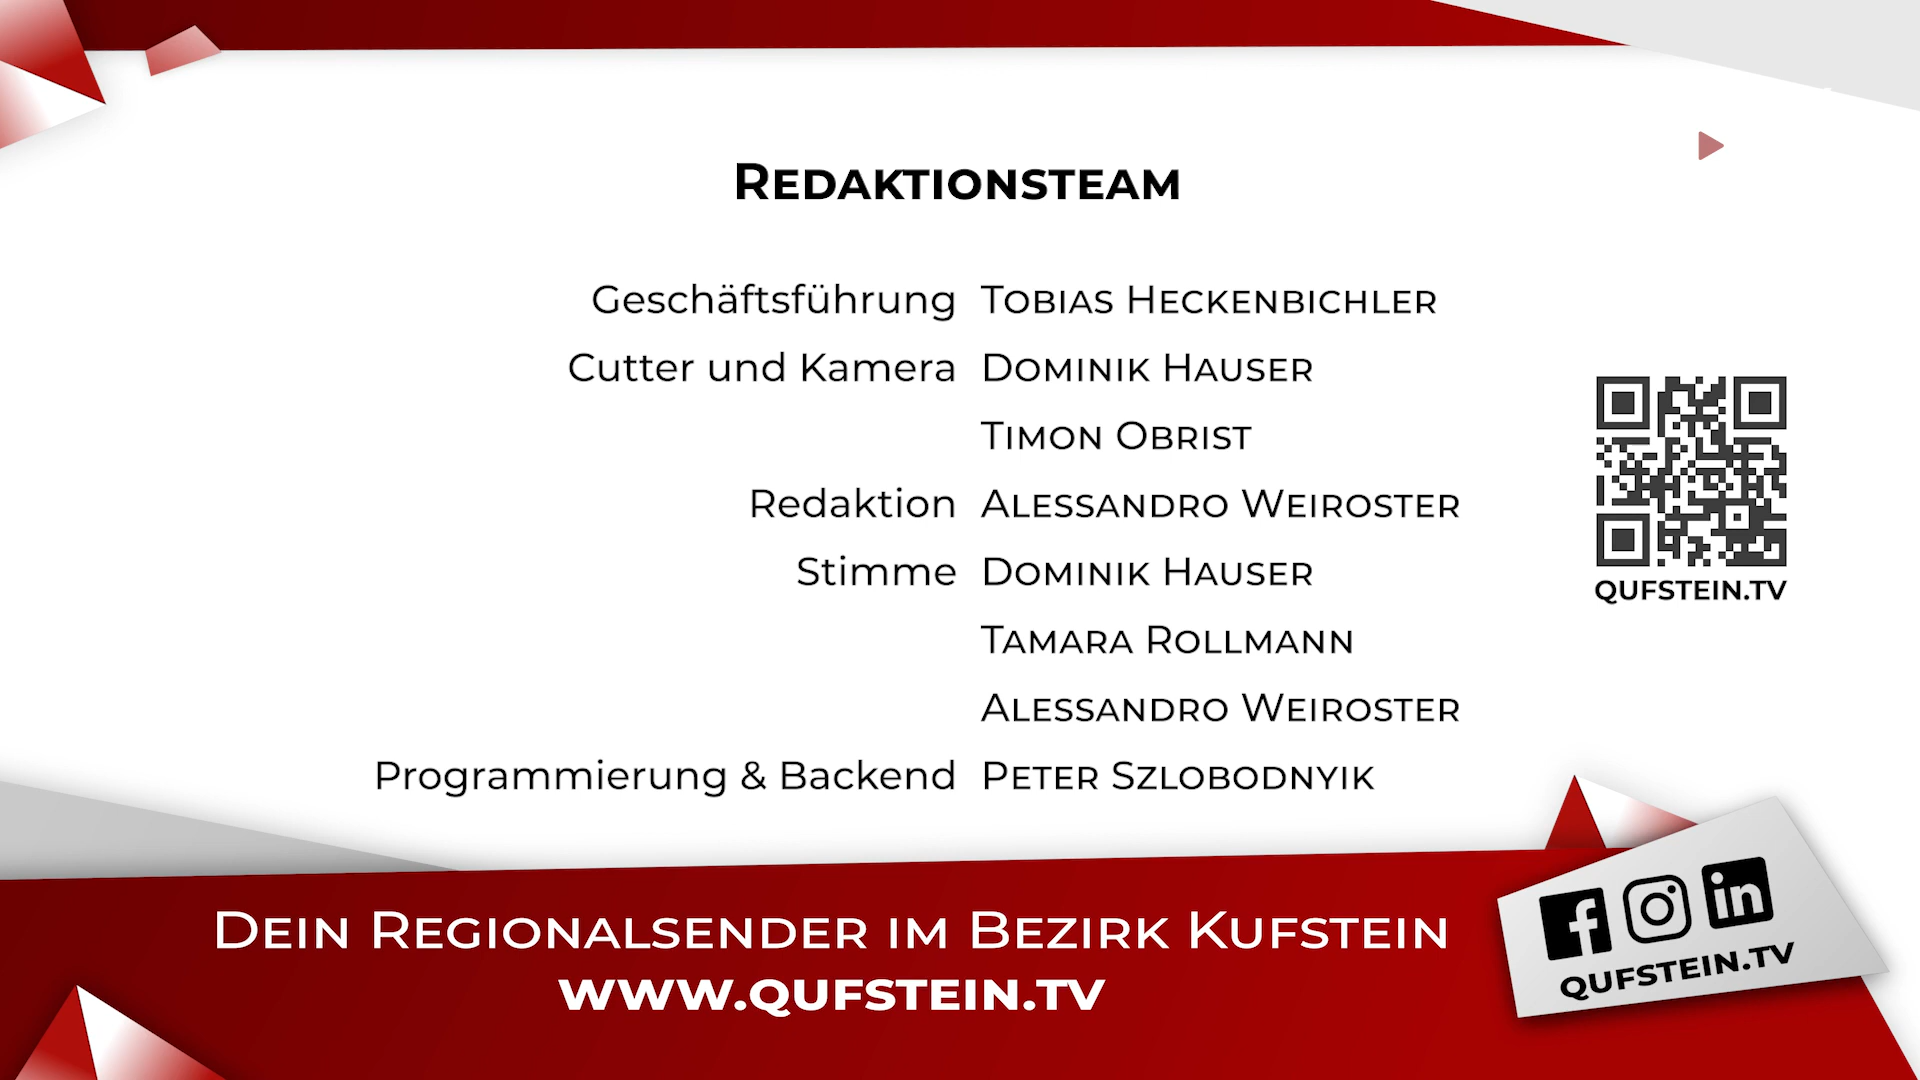 Redaktionsteam
Geschäftsführung Tobias Heckenbichler
Cutter und Kamera Dominik Hauser
Timon Obrist
Redaktion Alessandro Weiroster
Stimme Dominik Hauser
Tamara Rollmann
Alessandro Weiroster
Programmierung & Backend Peter Szlobodnyik
QUFSTEIN.TV
Dein Regionalsender im Bezirk Kufstein
www.qufstein.tv
in
QUFSTEIN.TV